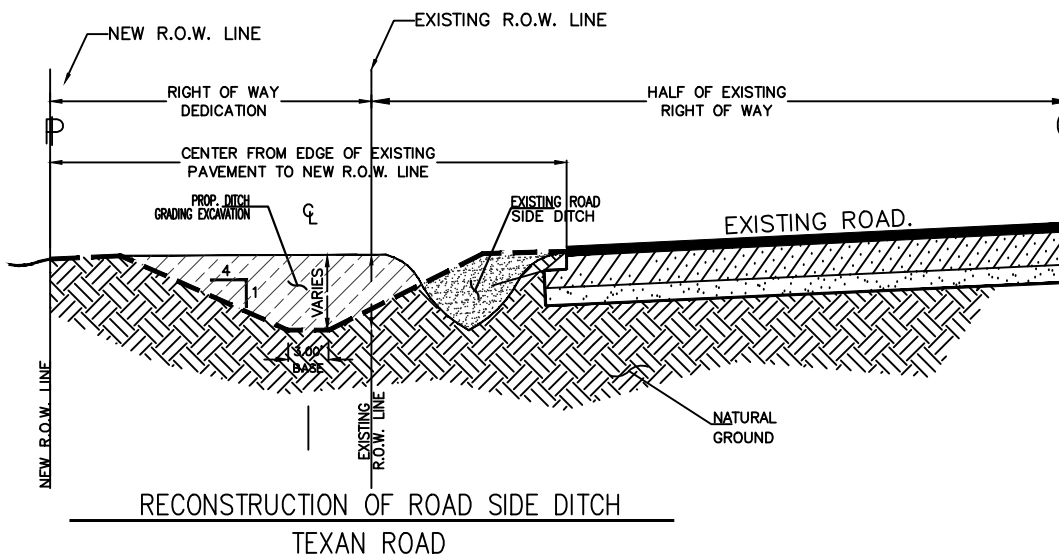 NEW R.O.W. LINE
EXISTING R.O.W. LINE
RIGHT OF WAY
DEDICATION
HALF OF EXISTING
RIGHT OF WAY
CENTER FROM EDGE OF EXISTING
PAVEMENT TO NEW R.O.W. LINE
PROP. DITCH
GRADING EXCAVATION
EXISTING ROAD
SIDE DITCH
EXISTING ROAD.
4
1
VARIES
3.00'
BASE
NEW R.O.W. LINE
EXISTING
R.O.W. LINE
NATURAL
GROUND
RECONSTRUCTION OF ROAD SIDE DITCH
TEXAN ROAD